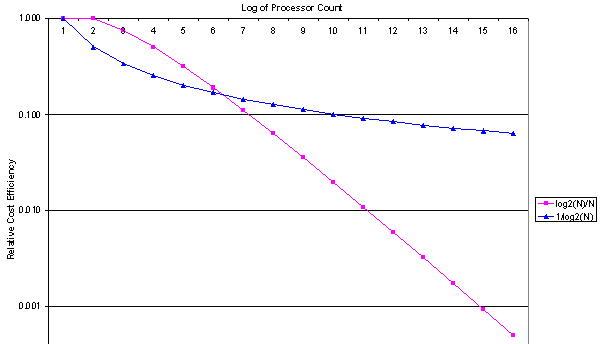 Log of Processor Count
1.000
1 2 3 4 5 6 7 8 9 10 11 12 13 14 15 16
0.100
Relative Cost Efficiency
log2(N)/N
0.010
1/log2(N)
0.001